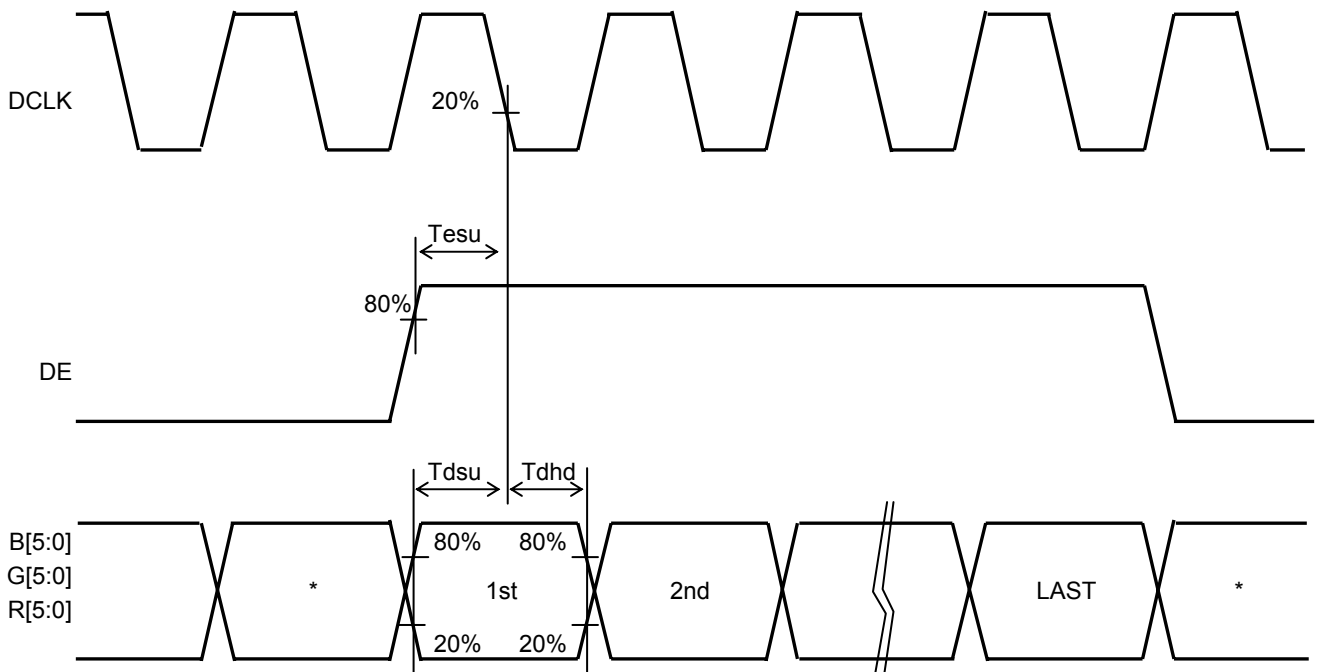 DCLK
20%
Tesu
80%
DE
Tdsu
Tdhd
B[5:0]
G[5:0]
R[5:0]
80%
80%
*
1st
2nd
LAST
*
20%
20%